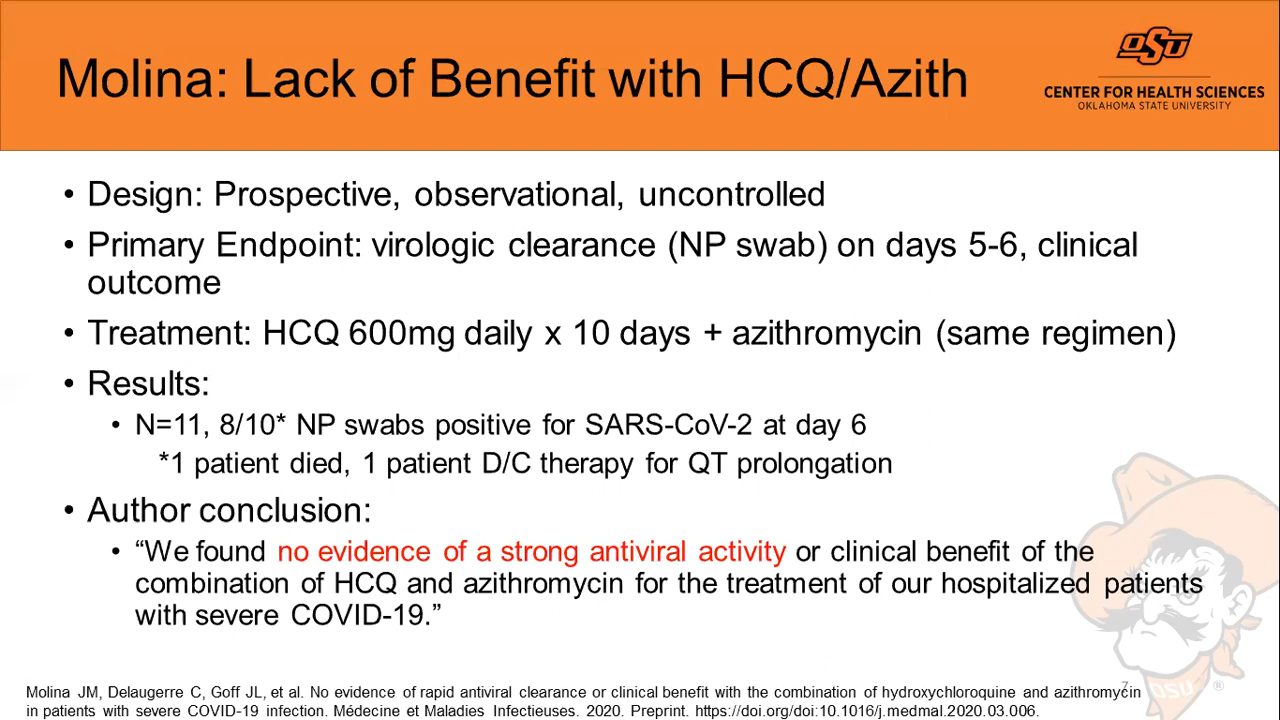 Molina: Lack of Benefit with HCQ/Azith
OSU
CENTER FOR HEALTH SCIENCES
OKLAHOMA STATE UNIVERSITY
• Design: Prospective, observational, uncontrolled
• Primary Endpoint: virologic clearance (NP swab) on days 5-6, clinical
outcome
• Treatment: HCQ 600mg daily x 10 days + azithromycin (same regimen)
• Results:
• N=11, 8/10* NP swabs positive for SARS-CoV-2 at day 6
*1 patient died, 1 patient D/C therapy for QT prolongation
• Author conclusion:
• “We found no evidence of a strong antiviral activity or clinical benefit of the
combination of HCQ and azithromycin for the treatment of our hospitalized patients
with severe COVID-19.”
Molina JM, Delaugerre C, Goff JL, et al. No evidence of rapid antiviral clearance or clinical benefit with the combination of hydroxychloroquine and azithromycin
in patients with severe COVID-19 infection. Médecine et Maladies Infectieuses. 2020. Preprint. https://doi.org/doi:10.1016/j.medmal.2020.03.006.
7
OSU ®